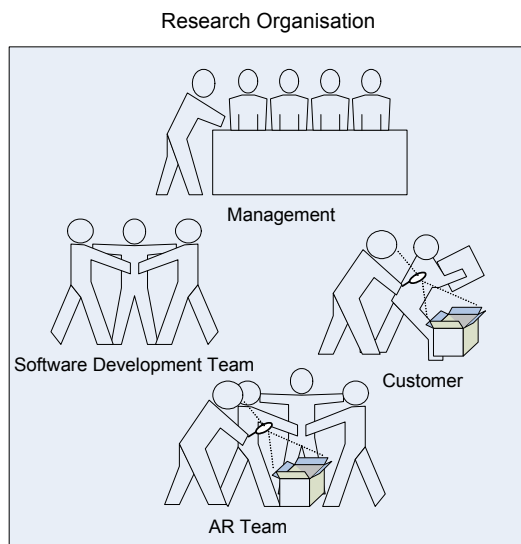 Research Organisation
Management
Software Development Team
Customer
AR Team